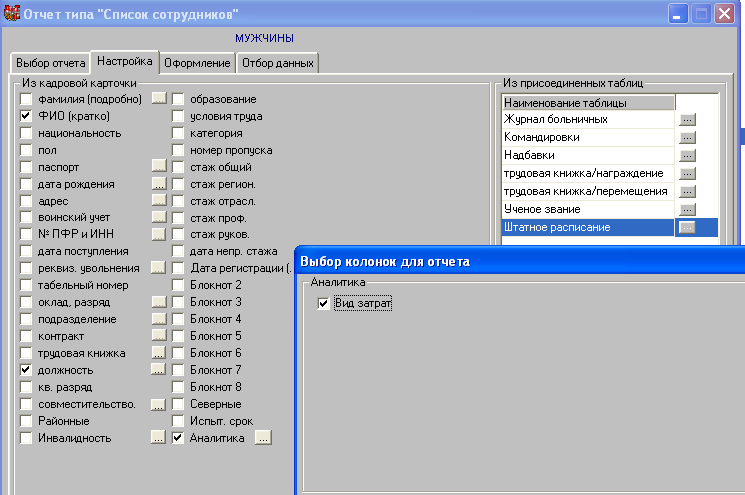 Отчет типа "Список сотрудников"
МУЖЧИНЫ
Выбор отчета
Настройка
Оформление
Отбор данных
Из кадровой карточки
фамилия (подробно) ...
ФИО (кратко)
национальность
пол
паспорт ...
дата рождения ...
адрес ...
воинский учет ...
№ ПФР и ИНН ...
дата поступления
реквиз. увольнения ...
табельный номер
оклад, разряд ...
подразделение ...
контракт ...
трудовая книжка ...
должность ...
кв. разряд
совместительство. ...
Районные
Инвалидность ...
образование
условия труда
категория
номер пропуска
стаж общий
стаж регион.
стаж отрасл.
стаж проф.
стаж руков.
дата непр. стажа
Дата регистрации (.
Блокнот 2
Блокнот 3
Блокнот 4
Блокнот 5
Блокнот 6
Блокнот 7
Блокнот 8
Северные
Испыт. срок
Аналитика ...
Из присоединенных таблиц
Наименование таблицы
Журнал больничных ...
Командировки ...
Надбавки ...
трудовая книжка/награждение ...
трудовая книжка/перемещения ...
Ученое звание ...
Штатное расписание ...
Выбор колонок для отчета
Аналитика
Вид затрат